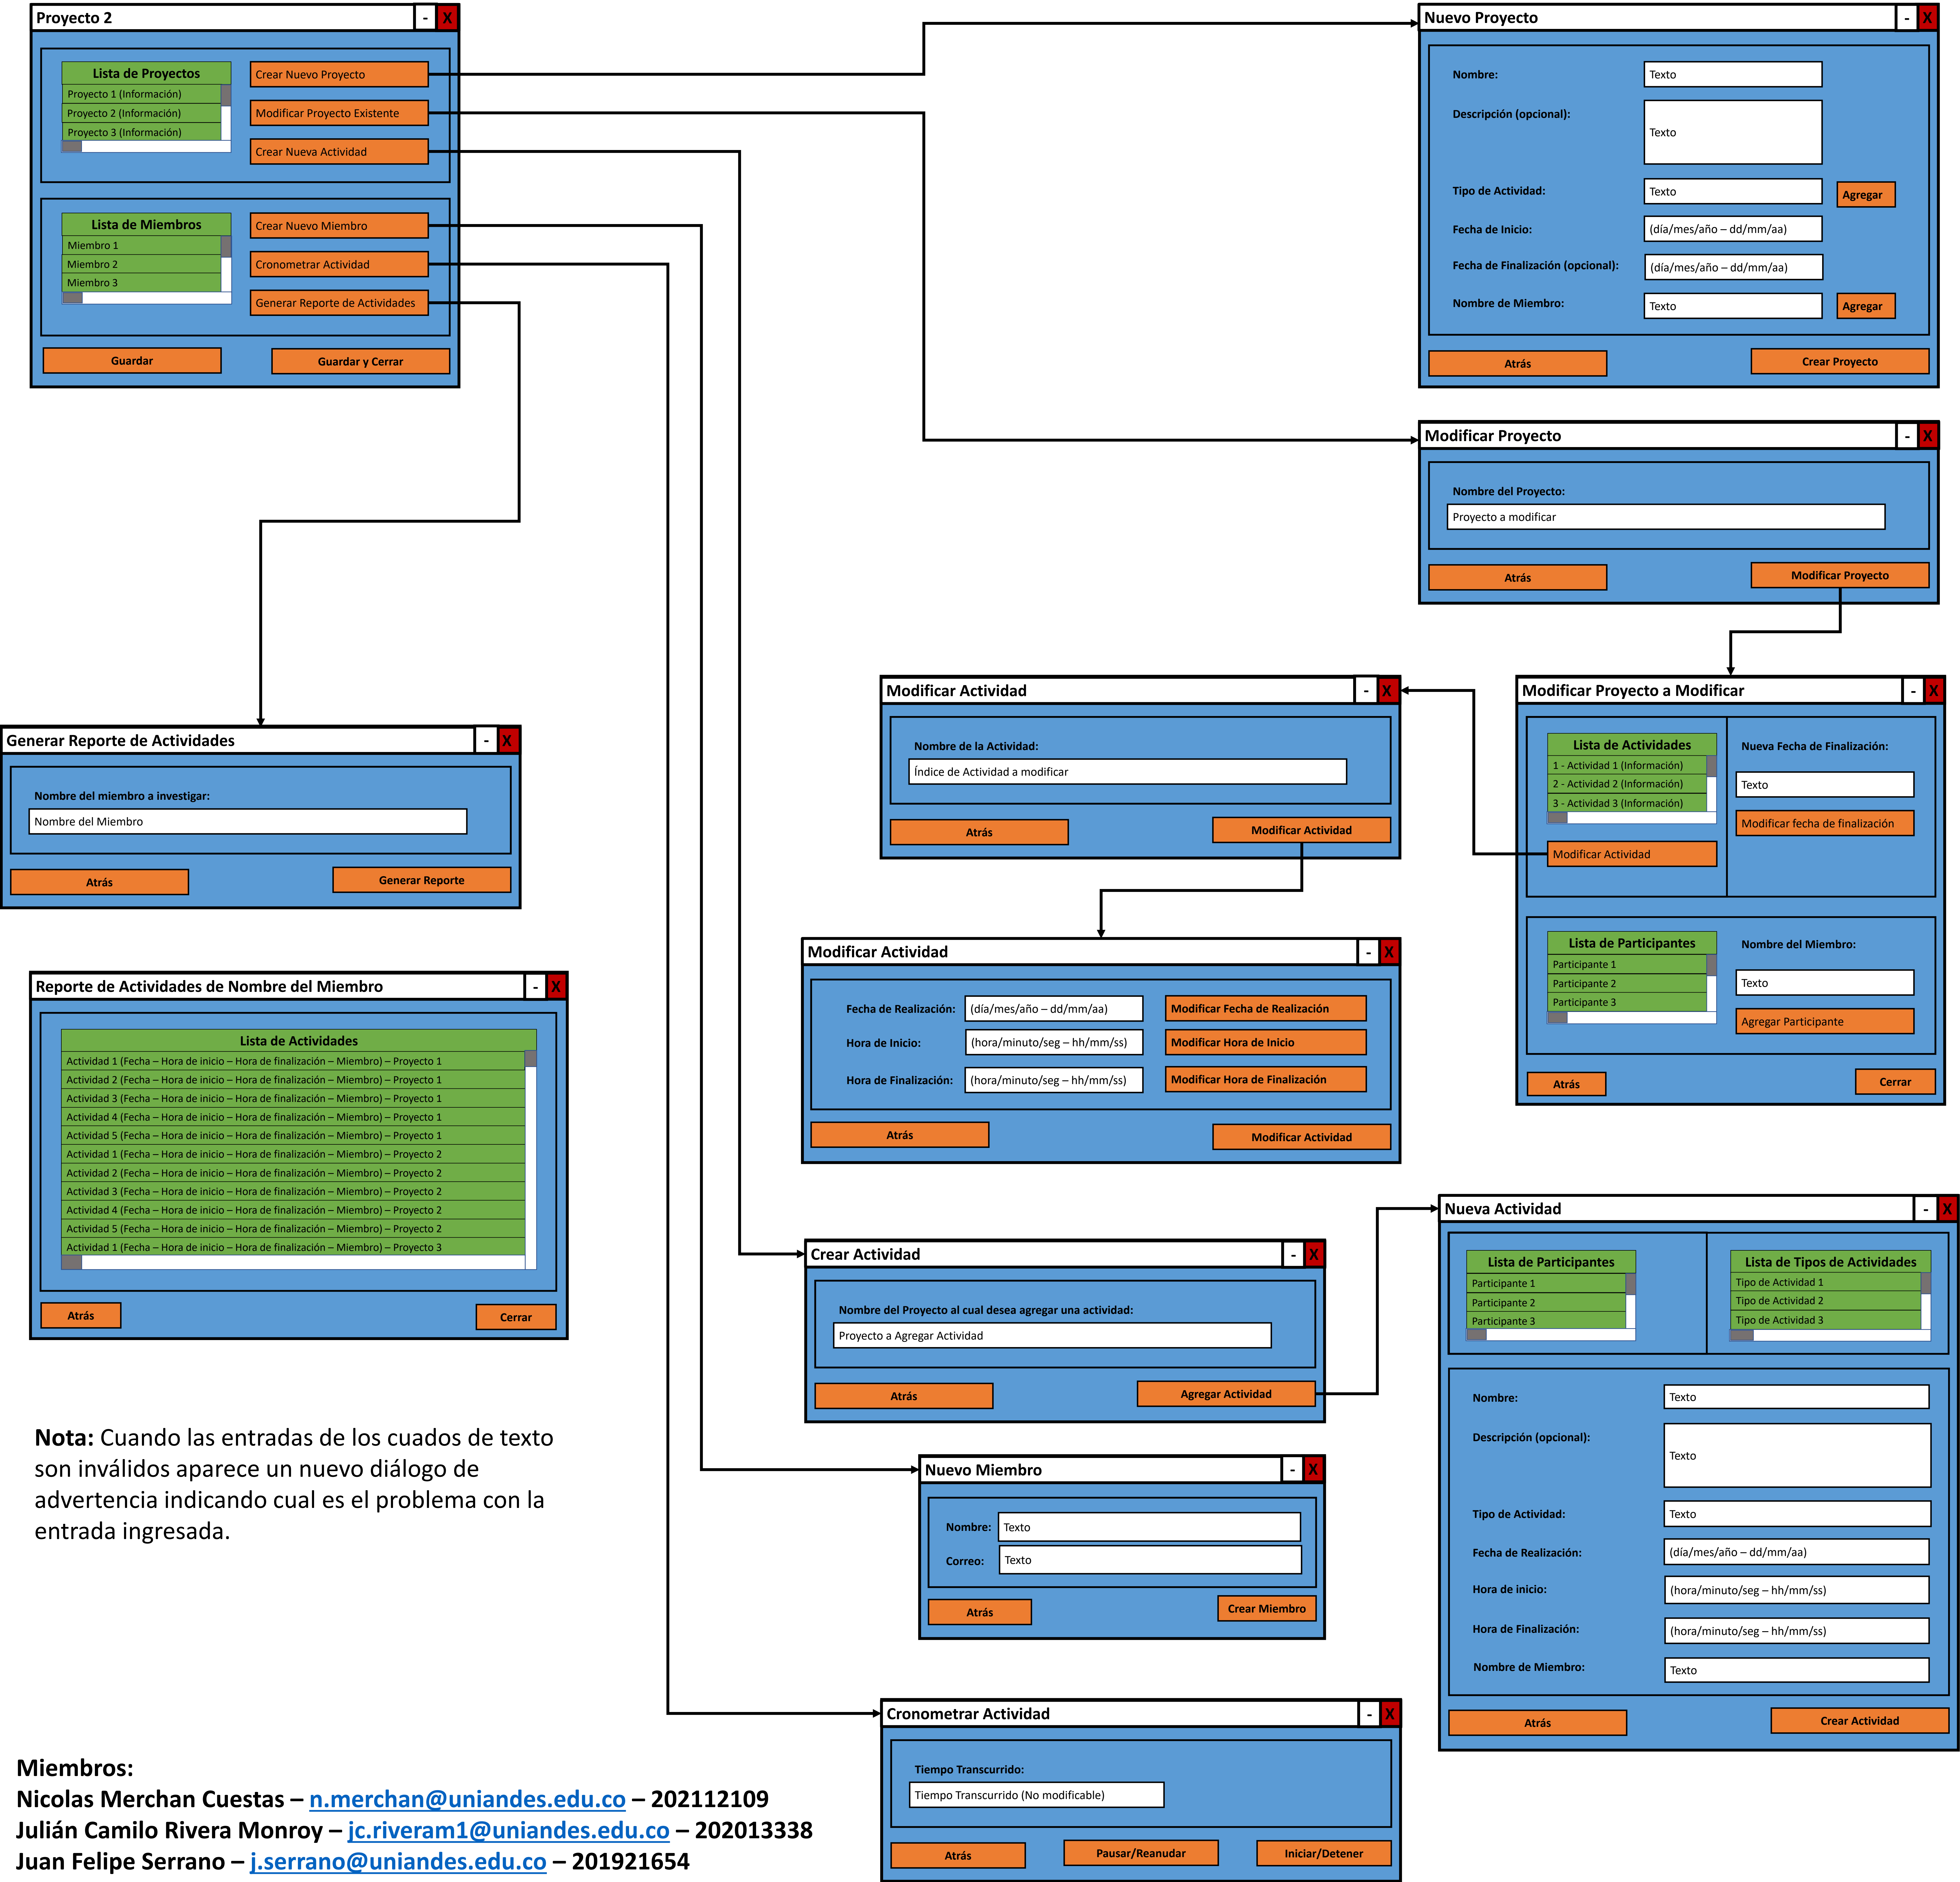 Proyecto 2
- X
Lista de Proyectos
Proyecto 1 (Información)
Proyecto 2 (Información)
Proyecto 3 (Información)
Crear Nuevo Proyecto
Modificar Proyecto Existente
Crear Nueva Actividad
Lista de Miembros
Miembro 1
Miembro 2
Miembro 3
Crear Nuevo Miembro
Cronometrar Actividad
Generar Reporte de Actividades
Guardar
Guardar y Cerrar
Nuevo Proyecto
- X
Nombre:
Texto
Descripción (opcional):
Texto
Tipo de Actividad:
Texto
Agregar
Fecha de Inicio:
(día/mes/año – dd/mm/aa)
Fecha de Finalización (opcional):
(día/mes/año – dd/mm/aa)
Nombre de Miembro:
Texto
Agregar
Atrás
Crear Proyecto
Modificar Proyecto
- X
Nombre del Proyecto:
Proyecto a modificar
Atrás
Modificar Proyecto
Modificar Proyecto a Modificar
- X
Lista de Actividades
1 - Actividad 1 (Información)
2 - Actividad 2 (Información)
3 - Actividad 3 (Información)
Modificar Actividad
Nueva Fecha de Finalización:
Texto
Modificar fecha de finalización
Lista de Participantes
Participante 1
Participante 2
Participante 3
Nombre del Miembro:
Texto
Agregar Participante
Atrás
Cerrar
Modificar Actividad
- X
Nombre de la Actividad:
Índice de Actividad a modificar
Atrás
Modificar Actividad
Modificar Actividad
- X
Fecha de Realización:
(día/mes/año – dd/mm/aa)
Modificar Fecha de Realización
Hora de Inicio:
(hora/minuto/seg – hh/mm/ss)
Modificar Hora de Inicio
Hora de Finalización:
(hora/minuto/seg – hh/mm/ss)
Modificar Hora de Finalización
Atrás
Modificar Actividad
Generar Reporte de Actividades
- X
Nombre del miembro a investigar:
Nombre del Miembro
Atrás
Generar Reporte
Reporte de Actividades de Nombre del Miembro
- X
Lista de Actividades
Actividad 1 (Fecha – Hora de inicio – Hora de finalización – Miembro) – Proyecto 1
Actividad 2 (Fecha – Hora de inicio – Hora de finalización – Miembro) – Proyecto 1
Actividad 3 (Fecha – Hora de inicio – Hora de finalización – Miembro) – Proyecto 1
Actividad 4 (Fecha – Hora de inicio – Hora de finalización – Miembro) – Proyecto 1
Actividad 5 (Fecha – Hora de inicio – Hora de finalización – Miembro) – Proyecto 1
Actividad 1 (Fecha – Hora de inicio – Hora de finalización – Miembro) – Proyecto 2
Actividad 2 (Fecha – Hora de inicio – Hora de finalización – Miembro) – Proyecto 2
Actividad 3 (Fecha – Hora de inicio – Hora de finalización – Miembro) – Proyecto 2
Actividad 4 (Fecha – Hora de inicio – Hora de finalización – Miembro) – Proyecto 2
Actividad 5 (Fecha – Hora de inicio – Hora de finalización – Miembro) – Proyecto 2
Actividad 1 (Fecha – Hora de inicio – Hora de finalización – Miembro) – Proyecto 3
Atrás
Cerrar
Crear Actividad
- X
Nombre del Proyecto al cual desea agregar una actividad:
Proyecto a Agregar Actividad
Atrás
Agregar Actividad
Nueva Actividad
- X
Lista de Participantes
Participante 1
Participante 2
Participante 3
Lista de Tipos de Actividades
Tipo de Actividad 1
Tipo de Actividad 2
Tipo de Actividad 3
Nombre:
Texto
Descripción (opcional):
Texto
Tipo de Actividad:
Texto
Fecha de Realización:
(día/mes/año – dd/mm/aa)
Hora de inicio:
(hora/minuto/seg – hh/mm/ss)
Hora de Finalización:
(hora/minuto/seg – hh/mm/ss)
Nombre de Miembro:
Texto
Atrás
Crear Actividad
Nuevo Miembro
- X
Nombre:
Texto
Correo:
Texto
Atrás
Crear Miembro
Cronometrar Actividad
- X
Tiempo Transcurrido:
Tiempo Transcurrido (No modificable)
Atrás
Pausar/Reanudar
Iniciar/Detener
Nota: Cuando las entradas de los cuados de texto
son inválidos aparece un nuevo diálogo de
advertencia indicando cual es el problema con la
entrada ingresada.
Miembros:
Nicolas Merchan Cuestas – n.merchan@uniandes.edu.co – 202112109
Julián Camilo Rivera Monroy – jc.riveram1@uniandes.edu.co – 202013338
Juan Felipe Serrano – j.serrano@uniandes.edu.co – 201921654